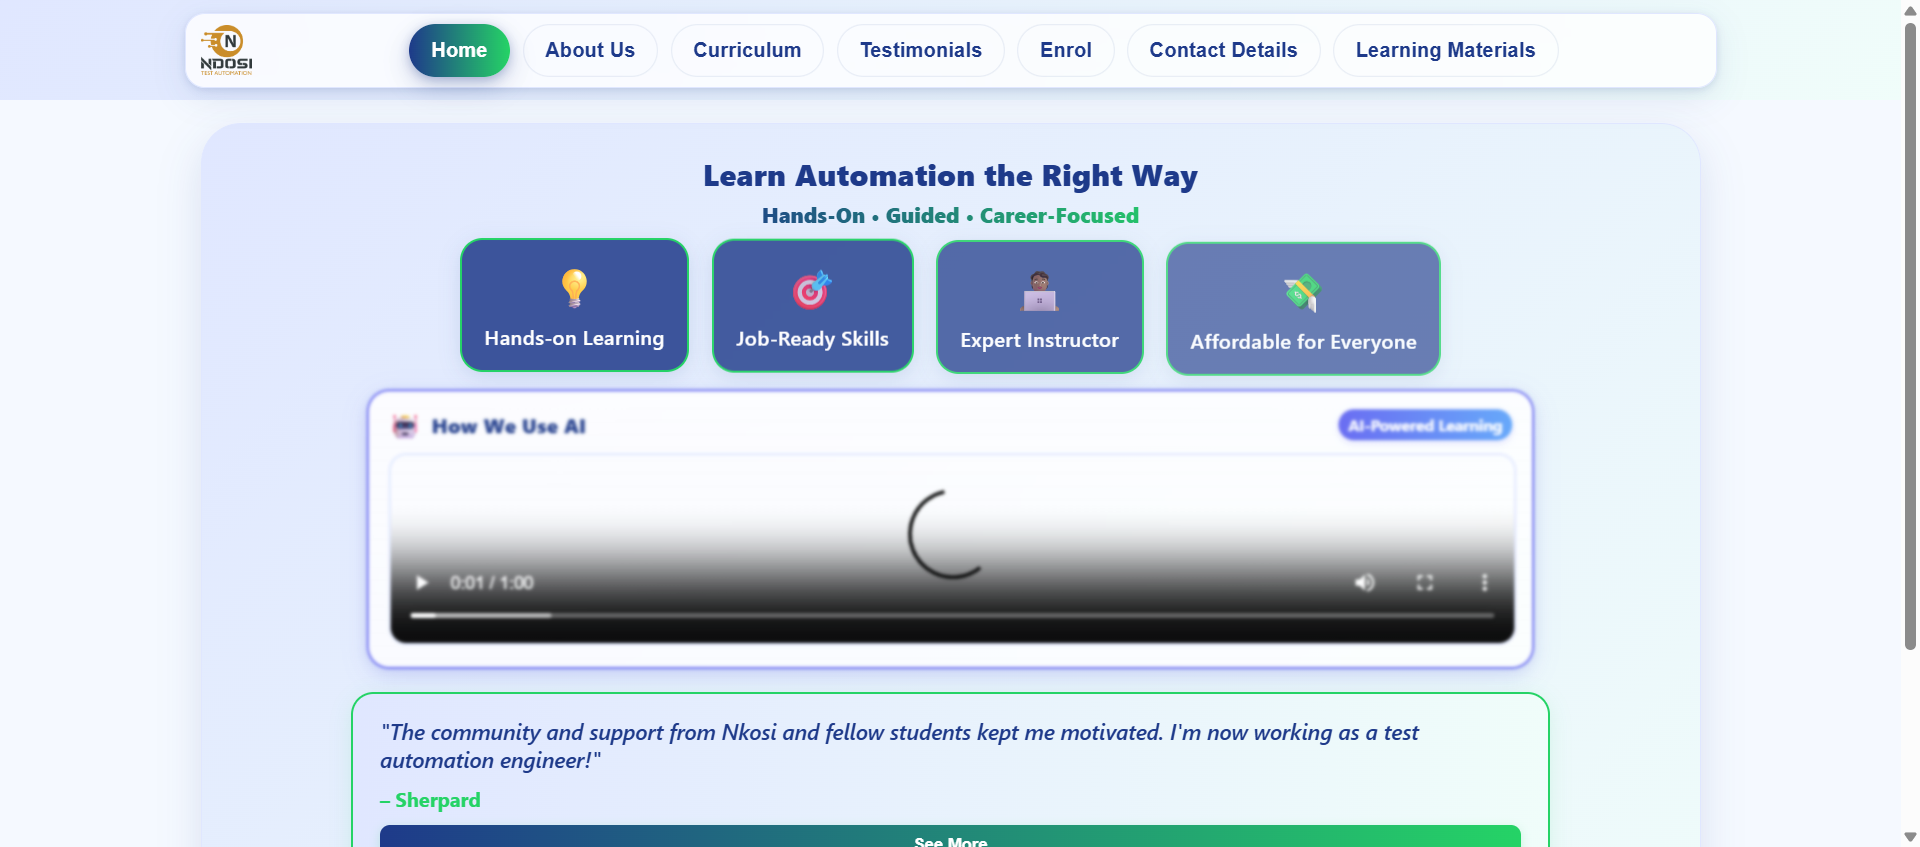 N
NDOSI
TEST AUTOMATION
Home
About Us
Curriculum
Testimonials
Enrol
Contact Details
Learning Materials
Learn Automation the Right Way
Hands-On • Guided • Career-Focused
Hands-on Learning
Job-Ready Skills
Expert Instructor
Affordable for Everyone
How We Use AI
AI-Powered Learning
0:01 / 1:00
"The community and support from Nkosi and fellow students kept me motivated. I'm now working as a test
automation engineer!"
– Sherpard
See More